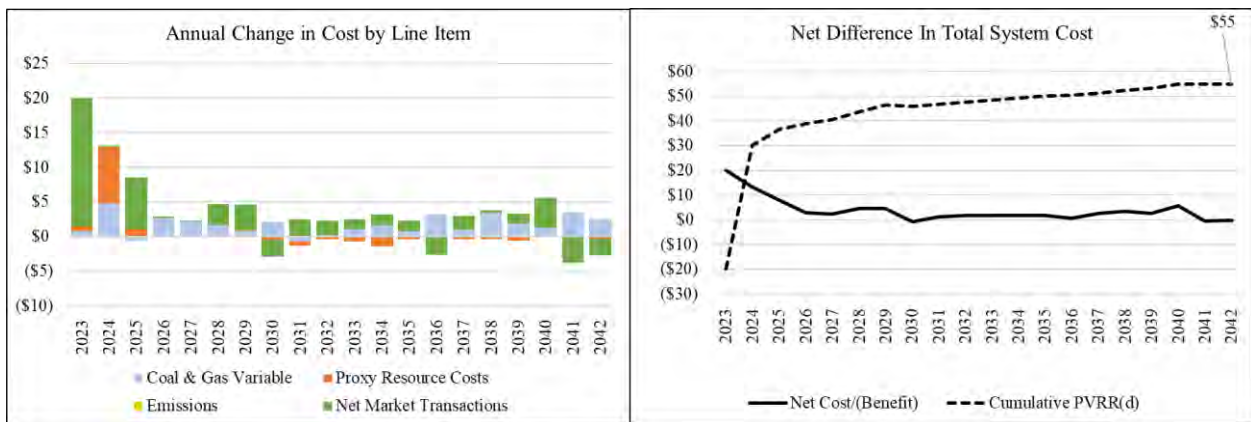 Annual Change in Cost by Line Item
$25
$20
$15
$10
$5
$0
($5)
($10)
2023 2024 2025 2026 2027 2028 2029 2030 2031 2032 2033 2034 2035 2036 2037 2038 2039 2040 2041 2042
Coal & Gas Variable Proxy Resource Costs
Emissions Net Market Transactions
Net Difference In Total System Cost
$55
$60
$50
$40
$30
$20
$10
$0
($10)
($20)
($30)
2023 2024 2025 2026 2027 2028 2029 2030 2031 2032 2033 2034 2035 2036 2037 2038 2039 2040 2041 2042
Net Cost/(Benefit) Cumulative PVRR(d)